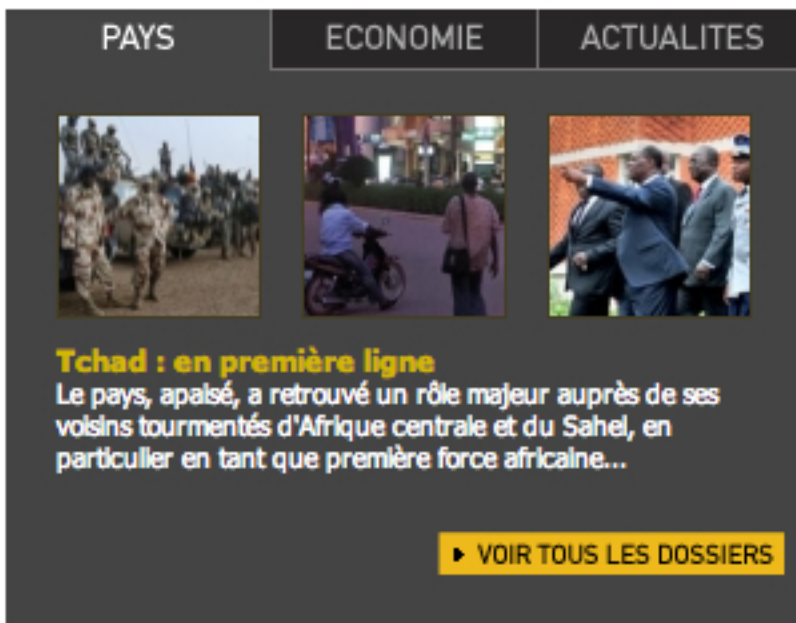 PAYS ECONOMIE ACTUALITES
Tchad : en première ligne
Le pays, apaisé, a retrouvé un rôle majeur auprès de ses
voisins tourmentés d'Afrique centrale et du Sahel, en
particulier en tant que première force africaine...
VOIR TOUS LES DOSSIERS